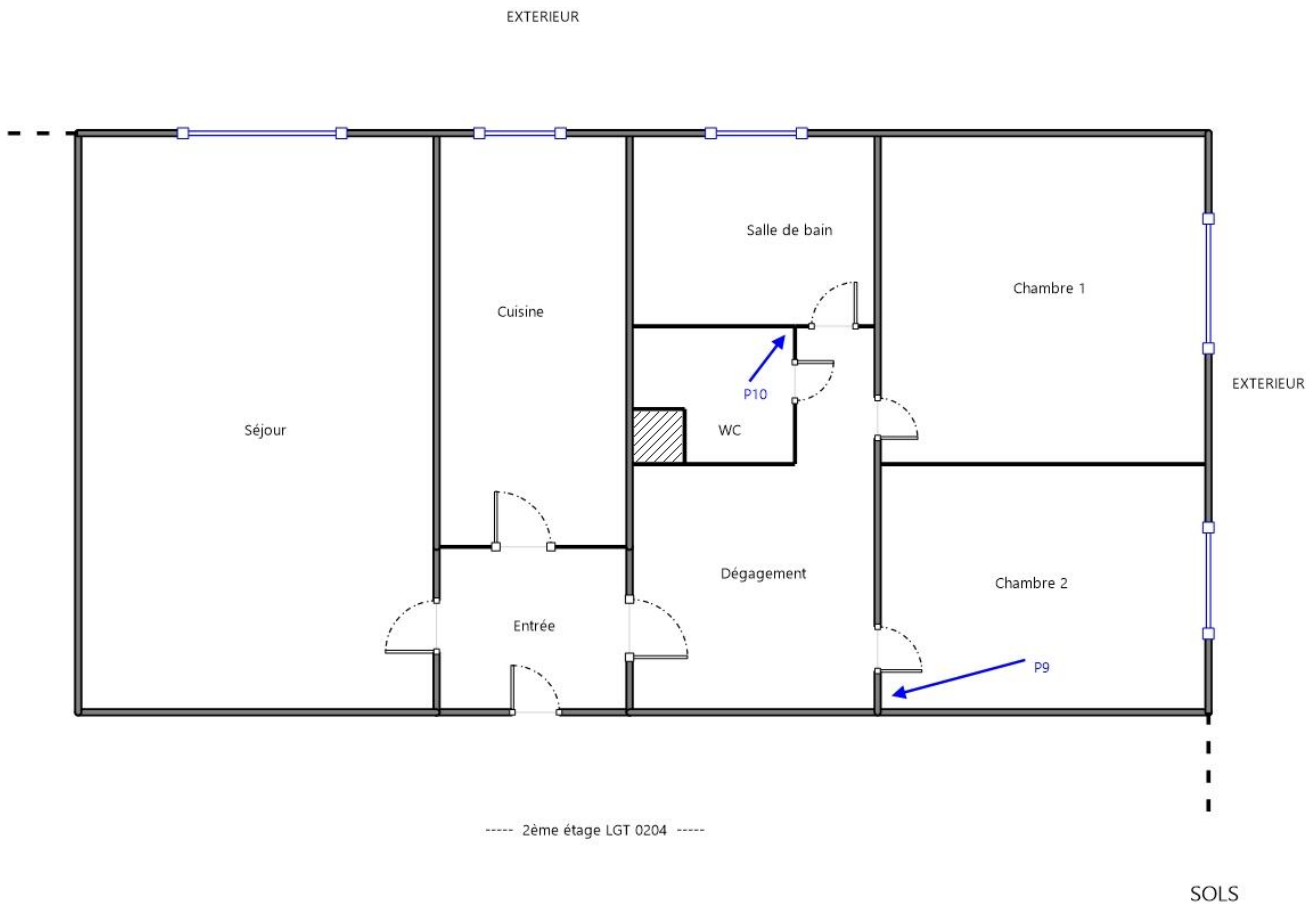 EXTERIEUR
Salle de bain
Chambre 1
Cuisine
EXTERIEUR
P10
Séjour
WC
Dégagement
Chambre 2
Entrée
P9
----- 2ème étage LGT 0204 -----
SOLS